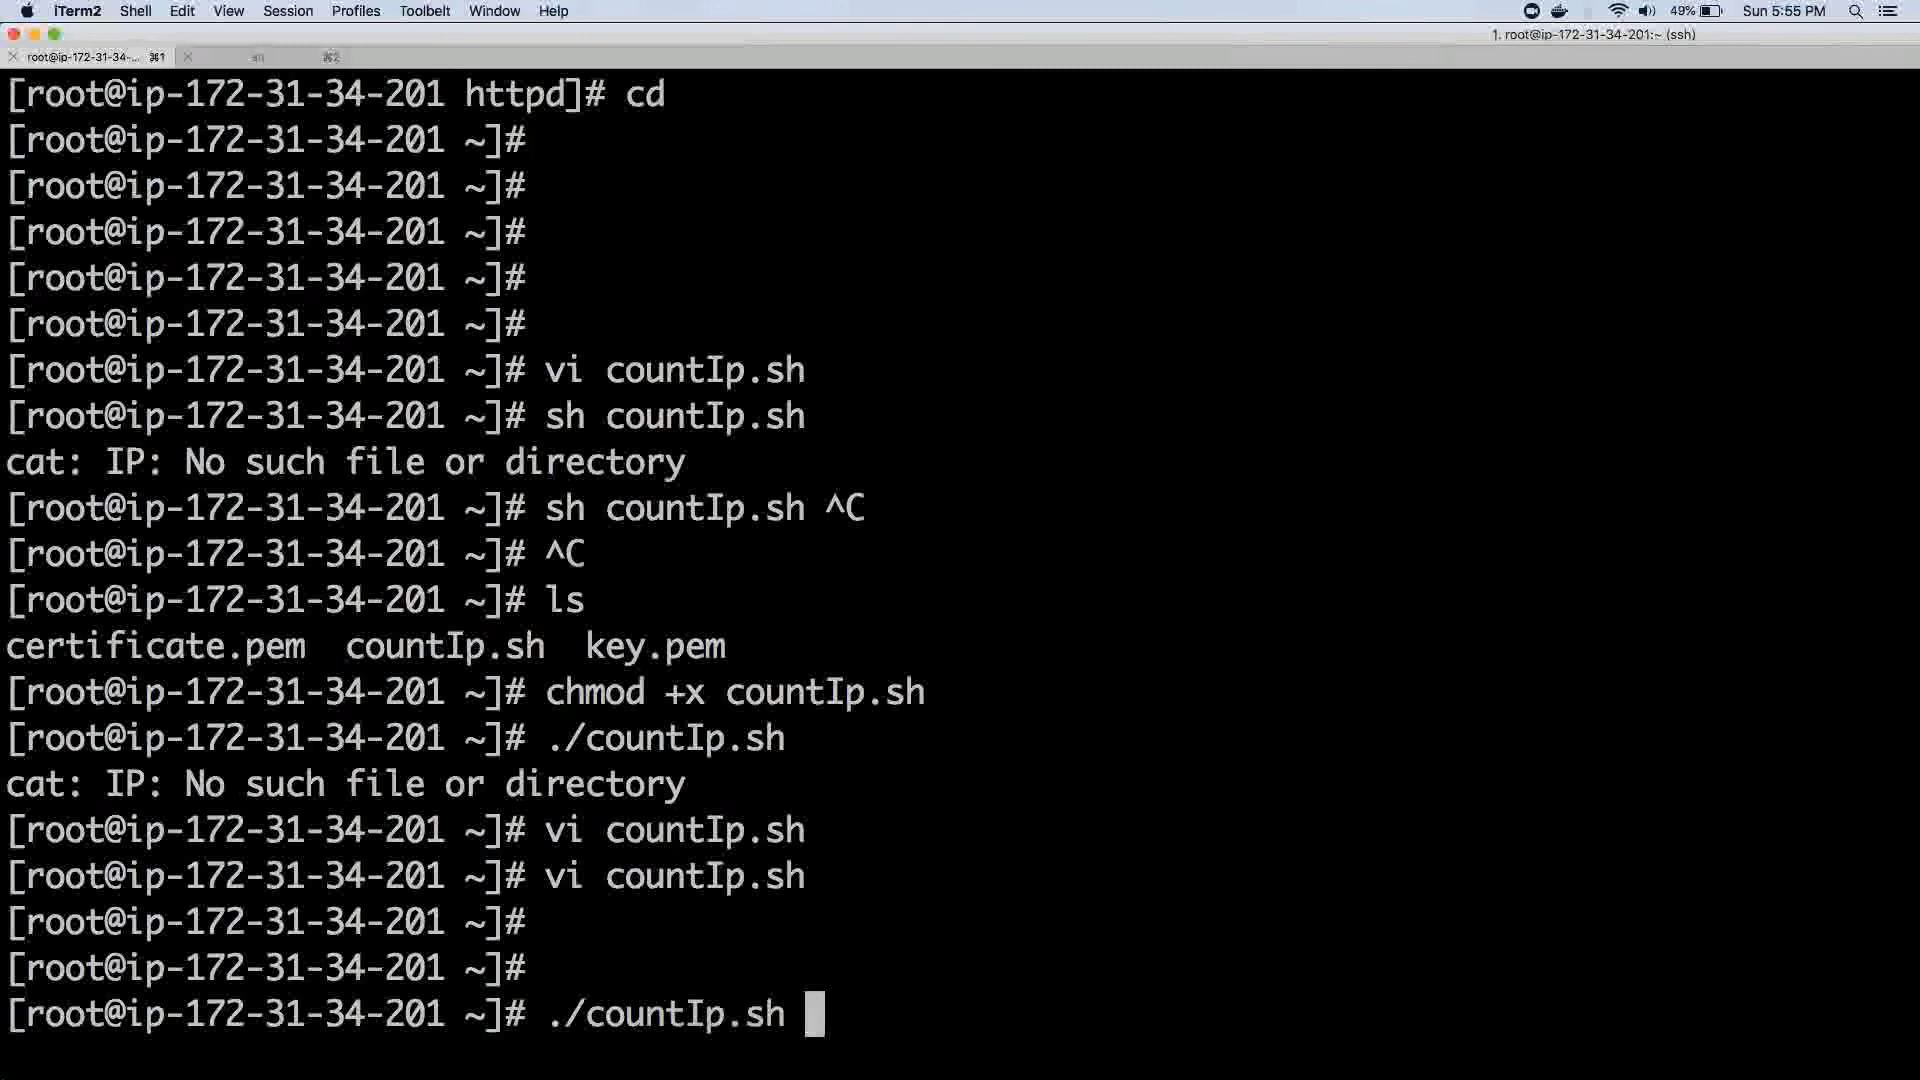 iTerm2 Shell Edit View Session Profiles Toolbelt Window Help 49% Sun 5:55 PM
1. root@ip-172-31-34-201:~ (ssh)
root@ip-172-31-34-... ⌘1 ⌘2
[root@ip-172-31-34-201 httpd]# cd
[root@ip-172-31-34-201 ~]#
[root@ip-172-31-34-201 ~]#
[root@ip-172-31-34-201 ~]#
[root@ip-172-31-34-201 ~]#
[root@ip-172-31-34-201 ~]#
[root@ip-172-31-34-201 ~]# vi countIp.sh
[root@ip-172-31-34-201 ~]# sh countIp.sh
cat: IP: No such file or directory
[root@ip-172-31-34-201 ~]# sh countIp.sh ^C
[root@ip-172-31-34-201 ~]# ^C
[root@ip-172-31-34-201 ~]# ls
certificate.pem  countIp.sh  key.pem
[root@ip-172-31-34-201 ~]# chmod +x countIp.sh
[root@ip-172-31-34-201 ~]# ./countIp.sh
cat: IP: No such file or directory
[root@ip-172-31-34-201 ~]# vi countIp.sh
[root@ip-172-31-34-201 ~]# vi countIp.sh
[root@ip-172-31-34-201 ~]#
[root@ip-172-31-34-201 ~]#
[root@ip-172-31-34-201 ~]# ./countIp.sh